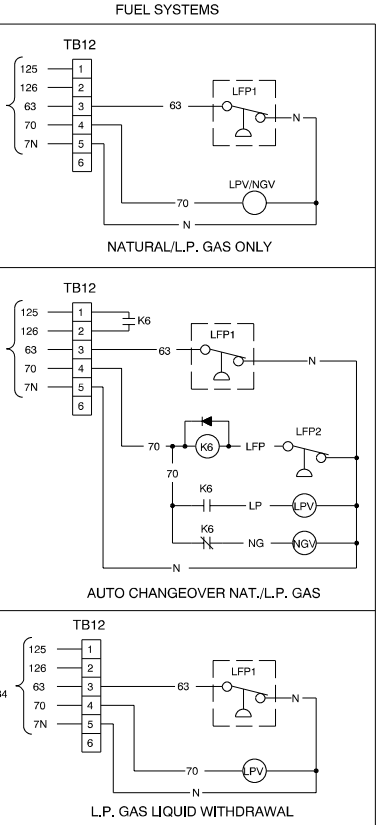 FUEL SYSTEMS
TB12
125 1
126 2
63 3 63 LFP1 N
70 4
7N 5
6
LPV/NGV
70
N
NATURAL/L.P. GAS ONLY
TB12
125 1
126 2 K6
63 3 63 LFP1 N
70 4
7N 5
6
70 K6 LFP LFP2
70
K6 LP LPV
K6 NG NGV
N
AUTO CHANGEOVER NAT./L.P. GAS
TB12
125 1
126 2
63 3 63 LFP1 N
70 4
7N 5
6
70 LPV
N
L.P. GAS LIQUID WITHDRAWAL